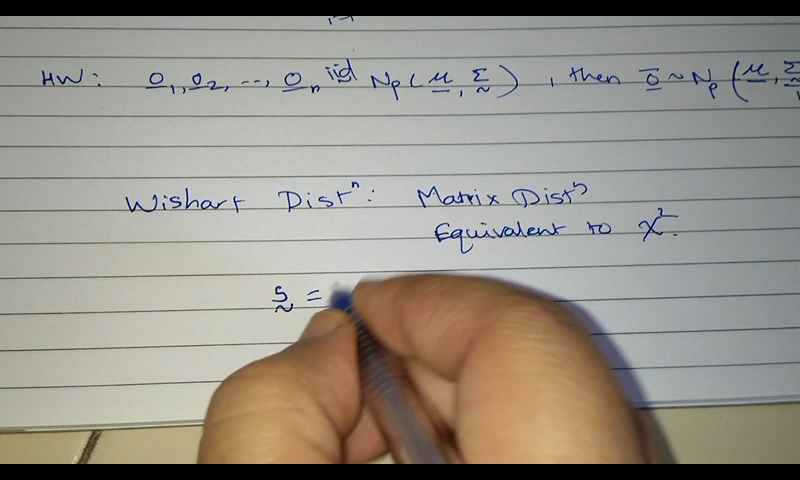 HW: O1, O2, ..., On iid Np(μ, Σ), then Ō ~ Np(μ, Σ
Wishart Distⁿ: Matrix Distⁿ
Equivalent to χ².
S =